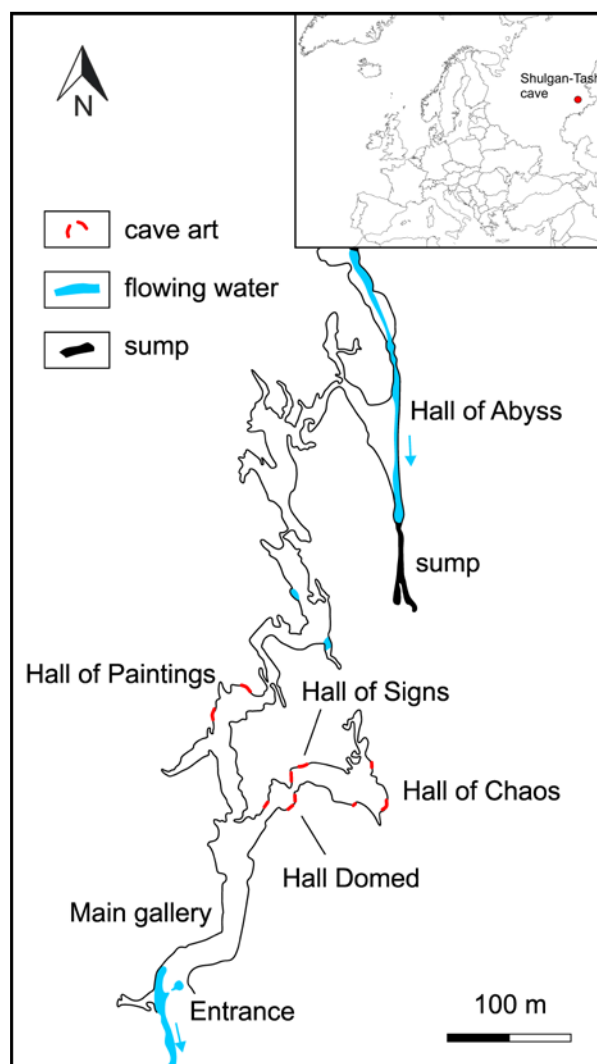 Shulgan-Tash
cave
N
cave art
flowing water
sump
Hall of Abyss
sump
Hall of Paintings
Hall of Signs
Hall of Chaos
Hall Domed
Main gallery
Entrance
100 m